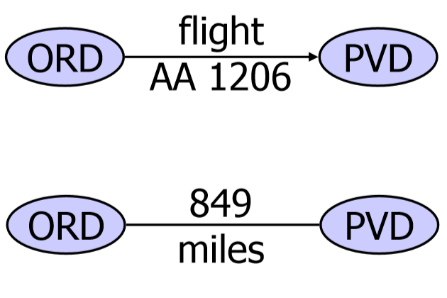 flight
ORD PVD
AA 1206
849
ORD PVD
miles